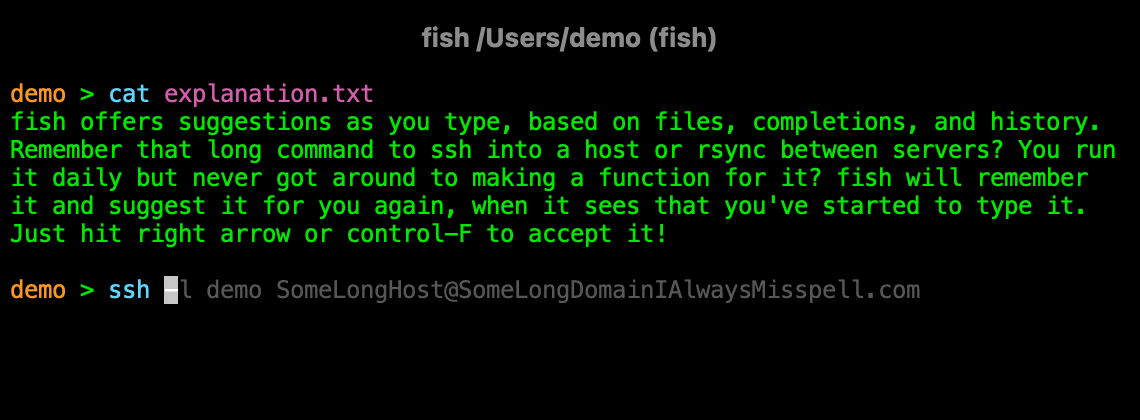 fish /Users/demo (fish)
demo > cat explanation.txt
fish offers suggestions as you type, based on files, completions, and history.
Remember that long command to ssh into a host or rsync between servers? You run
it daily but never got around to making a function for it? fish will remember
it and suggest it for you again, when it sees that you've started to type it.
Just hit right arrow or control-F to accept it!
demo > ssh -l demo SomeLongHost@SomeLongDomainIAlwaysMisspell.com